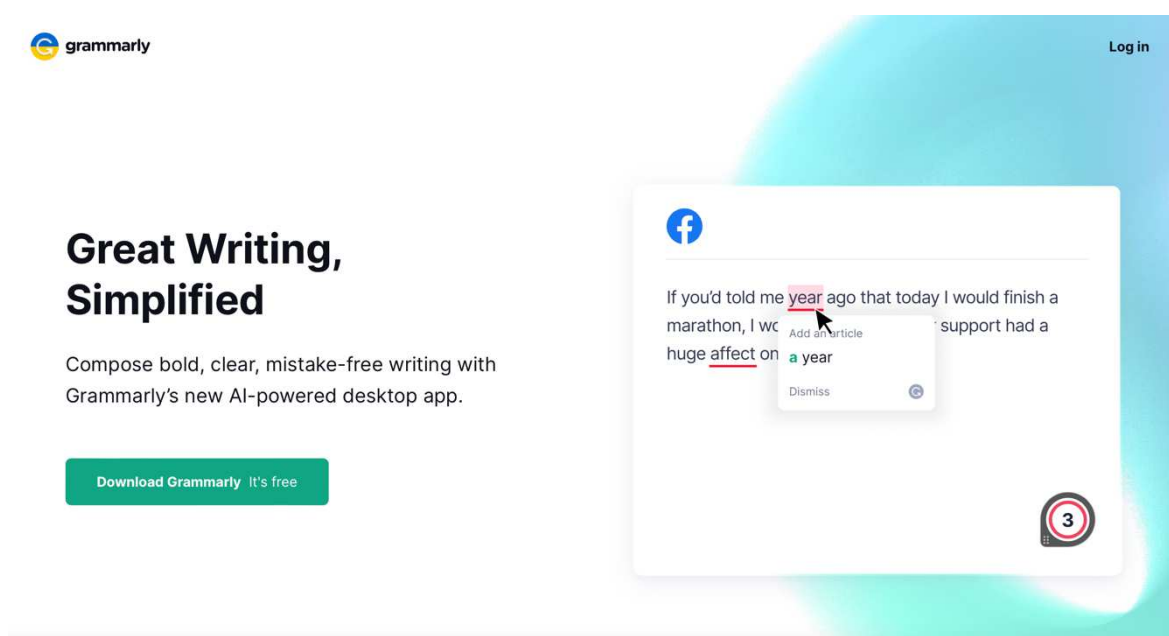 grammarly
Log in
Great Writing,
Simplified
Compose bold, clear, mistake-free writing with
Grammarly's new AI-powered desktop app.
Download Grammarly It's free
If you'd told me year ago that today I would finish a
marathon, I support had a
huge affect on
Add an article
a year
Dismiss
3